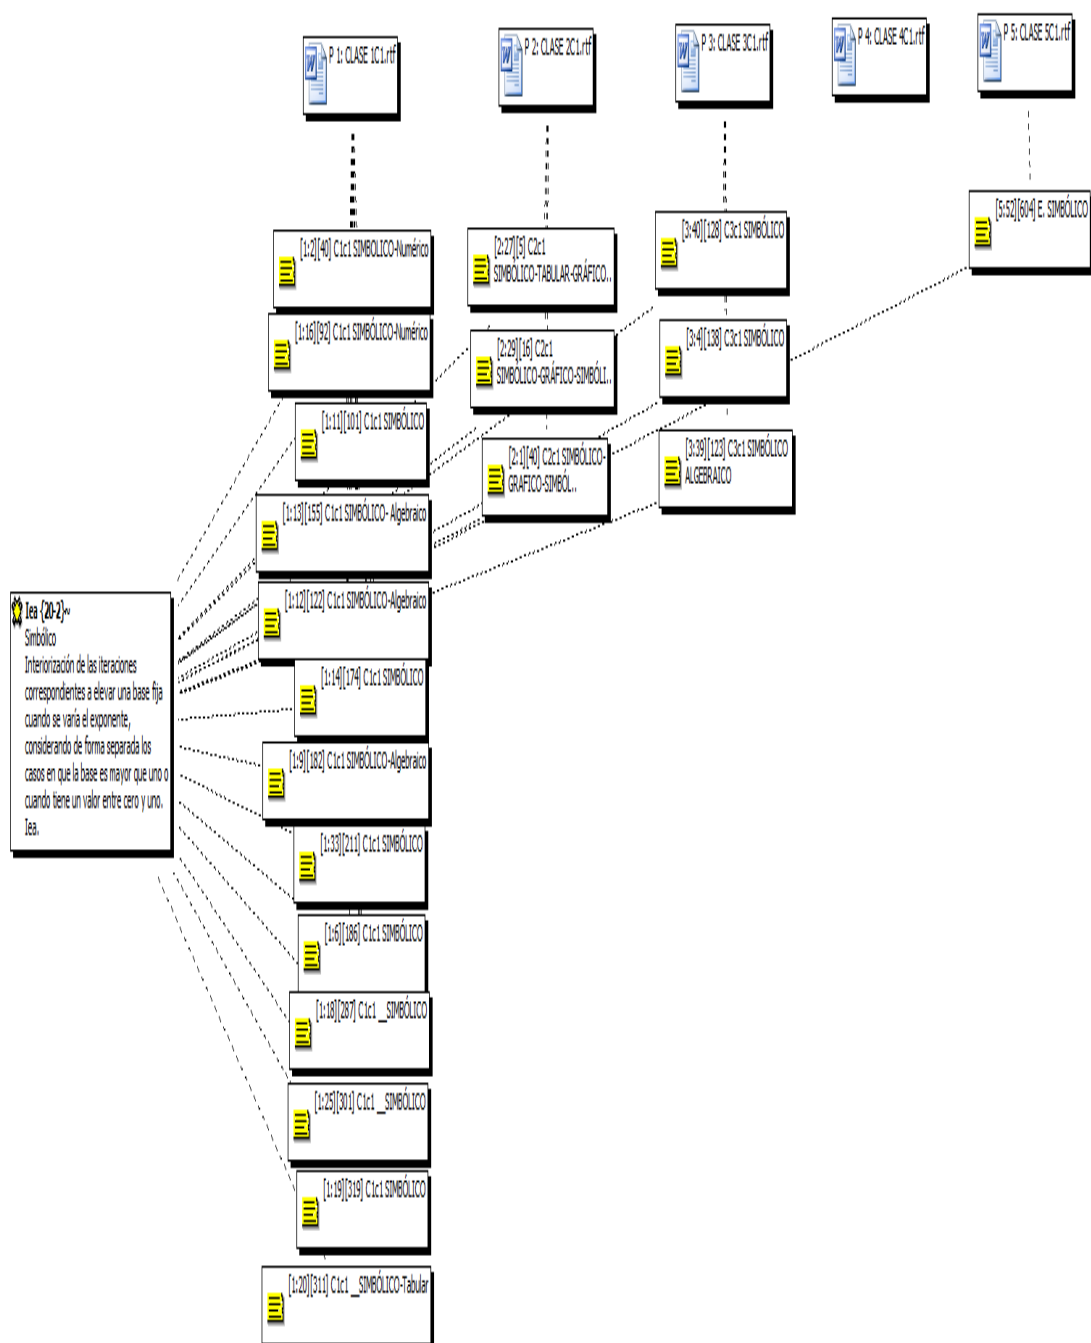 P 1: CLASE 1C1.rtf
P 2: CLASE 2C1.rtf
P 3: CLASE 3C1.rtf
P 4: CLASE 4C1.rtf
P 5: CLASE 5C1.rtf
[1:2][40] C1c1 SIMBOLICO-Numérico
[1:16][92] C1c1 SIMBÓLICO-Numérico
[1:11][101] C1c1 SIMBÓLICO
[1:13][155] C1c1 SIMBÓLICO- Algebraico
[1:12][122] C1c1 SIMBÓLICO-Algebraico
[1:14][174] C1c1 SIMBÓLICO
[1:9][182] C1c1 SIMBÓLICO-Algebraico
[1:33][211] C1c1 SIMBÓLICO
[1:6][186] C1c1 SIMBÓLICO
[1:18][287] C1c1 __SIMBÓLICO
[1:25][301] C1c1 __SIMBÓLICO
[1:19][319] C1c1 SIMBÓLICO
[1:20][311] C1c1 __SIMBÓLICO-Tabular
[2:27][5] C2c1
SIMBÓLICO-TABULAR-GRÁFICO..
[2:29][16] C2c1
SIMBÓLICO-GRÁFICO-SIMBÓLI..
[2:1][40] C2c1 SIMBÓLICO-
GRAFICO-SIMBÓL..
[3:40][128] C3c1 SIMBÓLICO
[3:4][138] C3c1 SIMBÓLICO
[3:39][123] C3c1 SIMBÓLICO
ALGEBRAICO
[5:52][604] E. SIMBÓLICO
Iea {20-2}~
Simbólico
Interiorización de las iteraciones
correspondientes a elevar una base fija
cuando se varía el exponente,
considerando de forma separada los
casos en que la base es mayor que uno o
cuando tiene un valor entre cero y uno.
Iea.